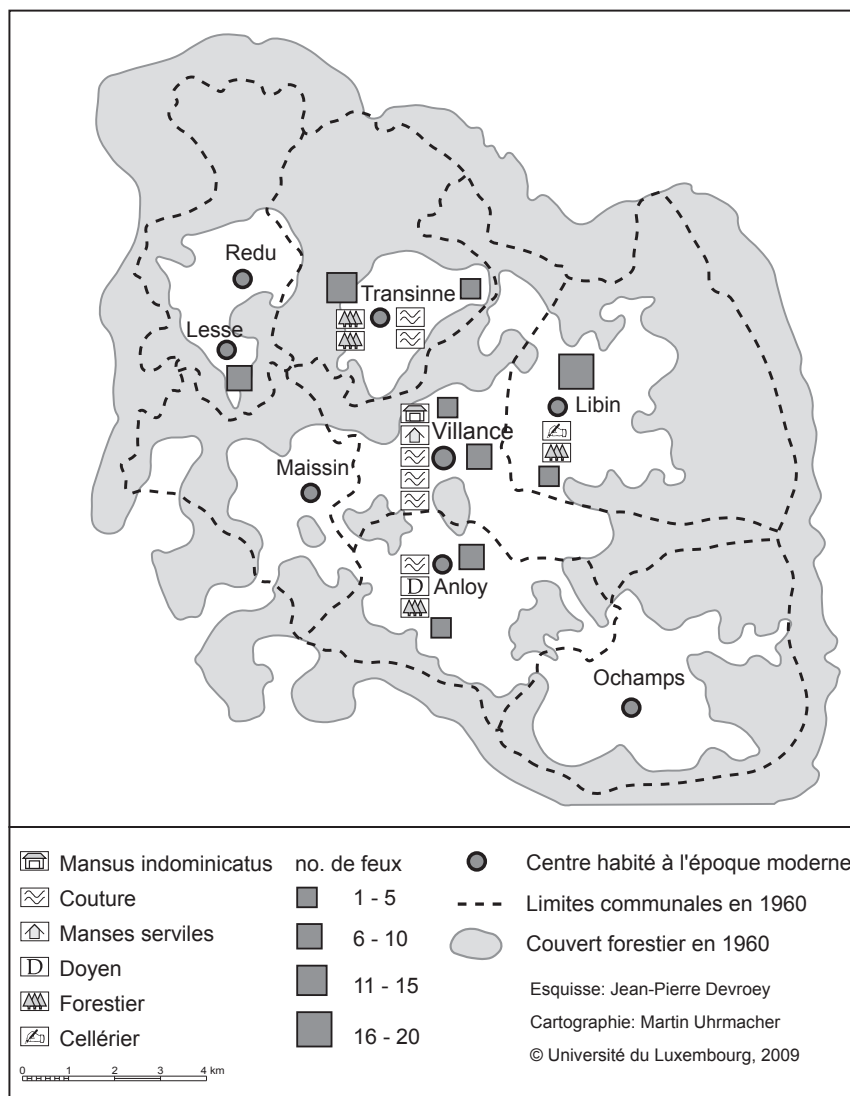 Redu
Transinne
Lesse
Libin
Villance
Maissin
Anloy
D
Ochamps
Mansus indominicatus
Couture
Manses serviles
D Doyen
Forestier
Cellérier
0 1 2 3 4 km
no. de feux
1 - 5
6 - 10
11 - 15
16 - 20
Centre habité à l'époque moderne
Limites communales en 1960
Couvert forestier en 1960
Esquisse: Jean-Pierre Devroey
Cartographie: Martin Uhrmacher
© Université du Luxembourg, 2009